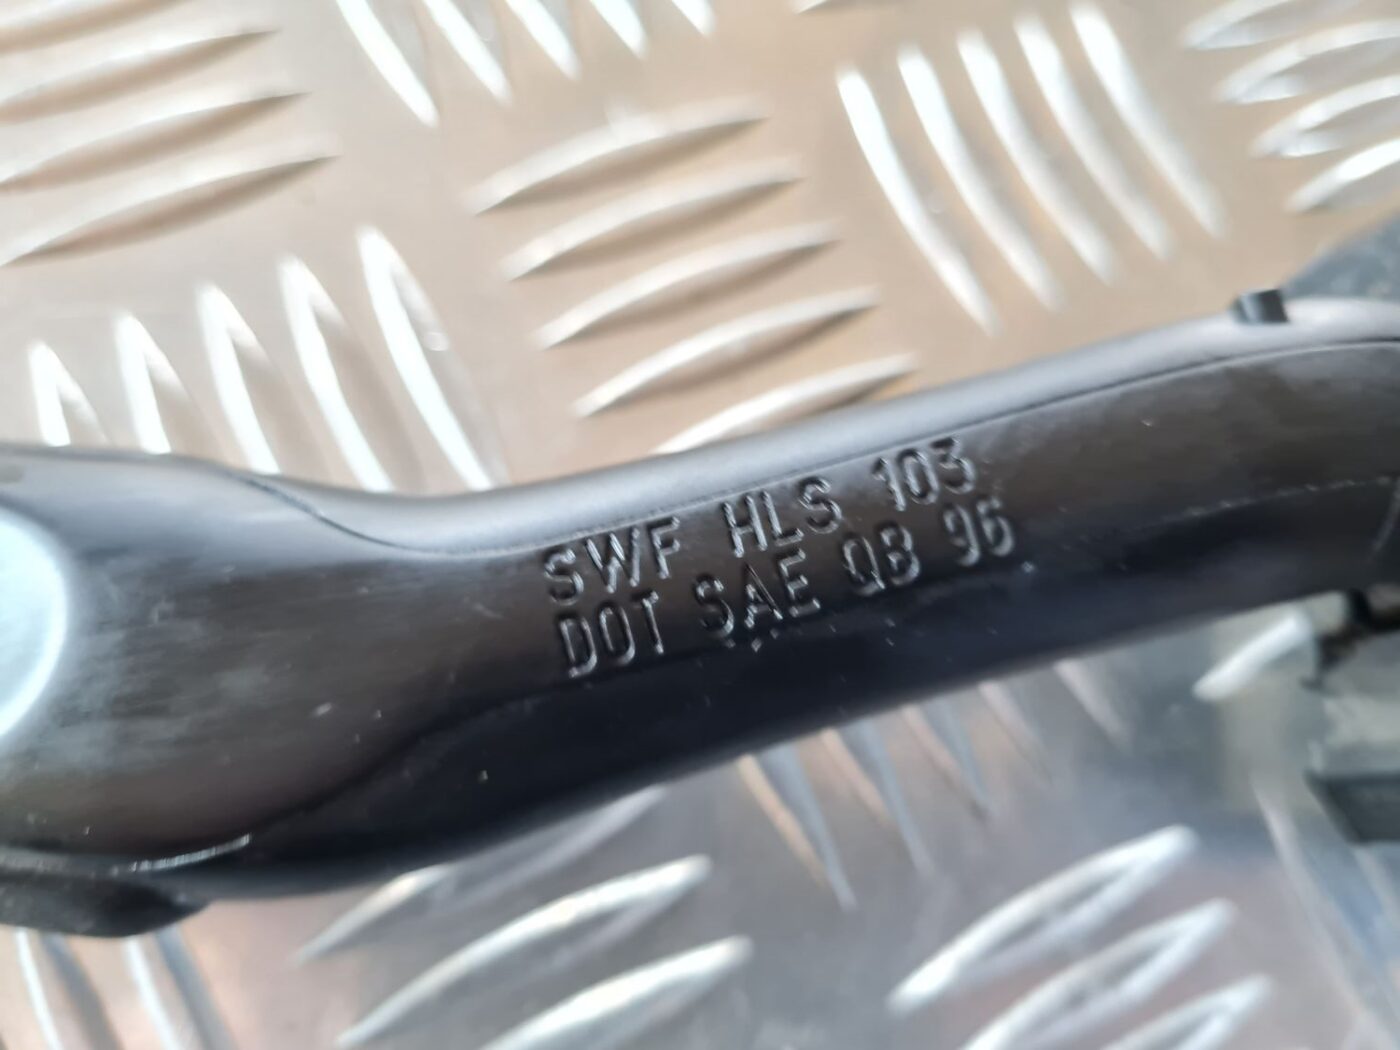 SWF HLS 103
DOT SAE QB 96